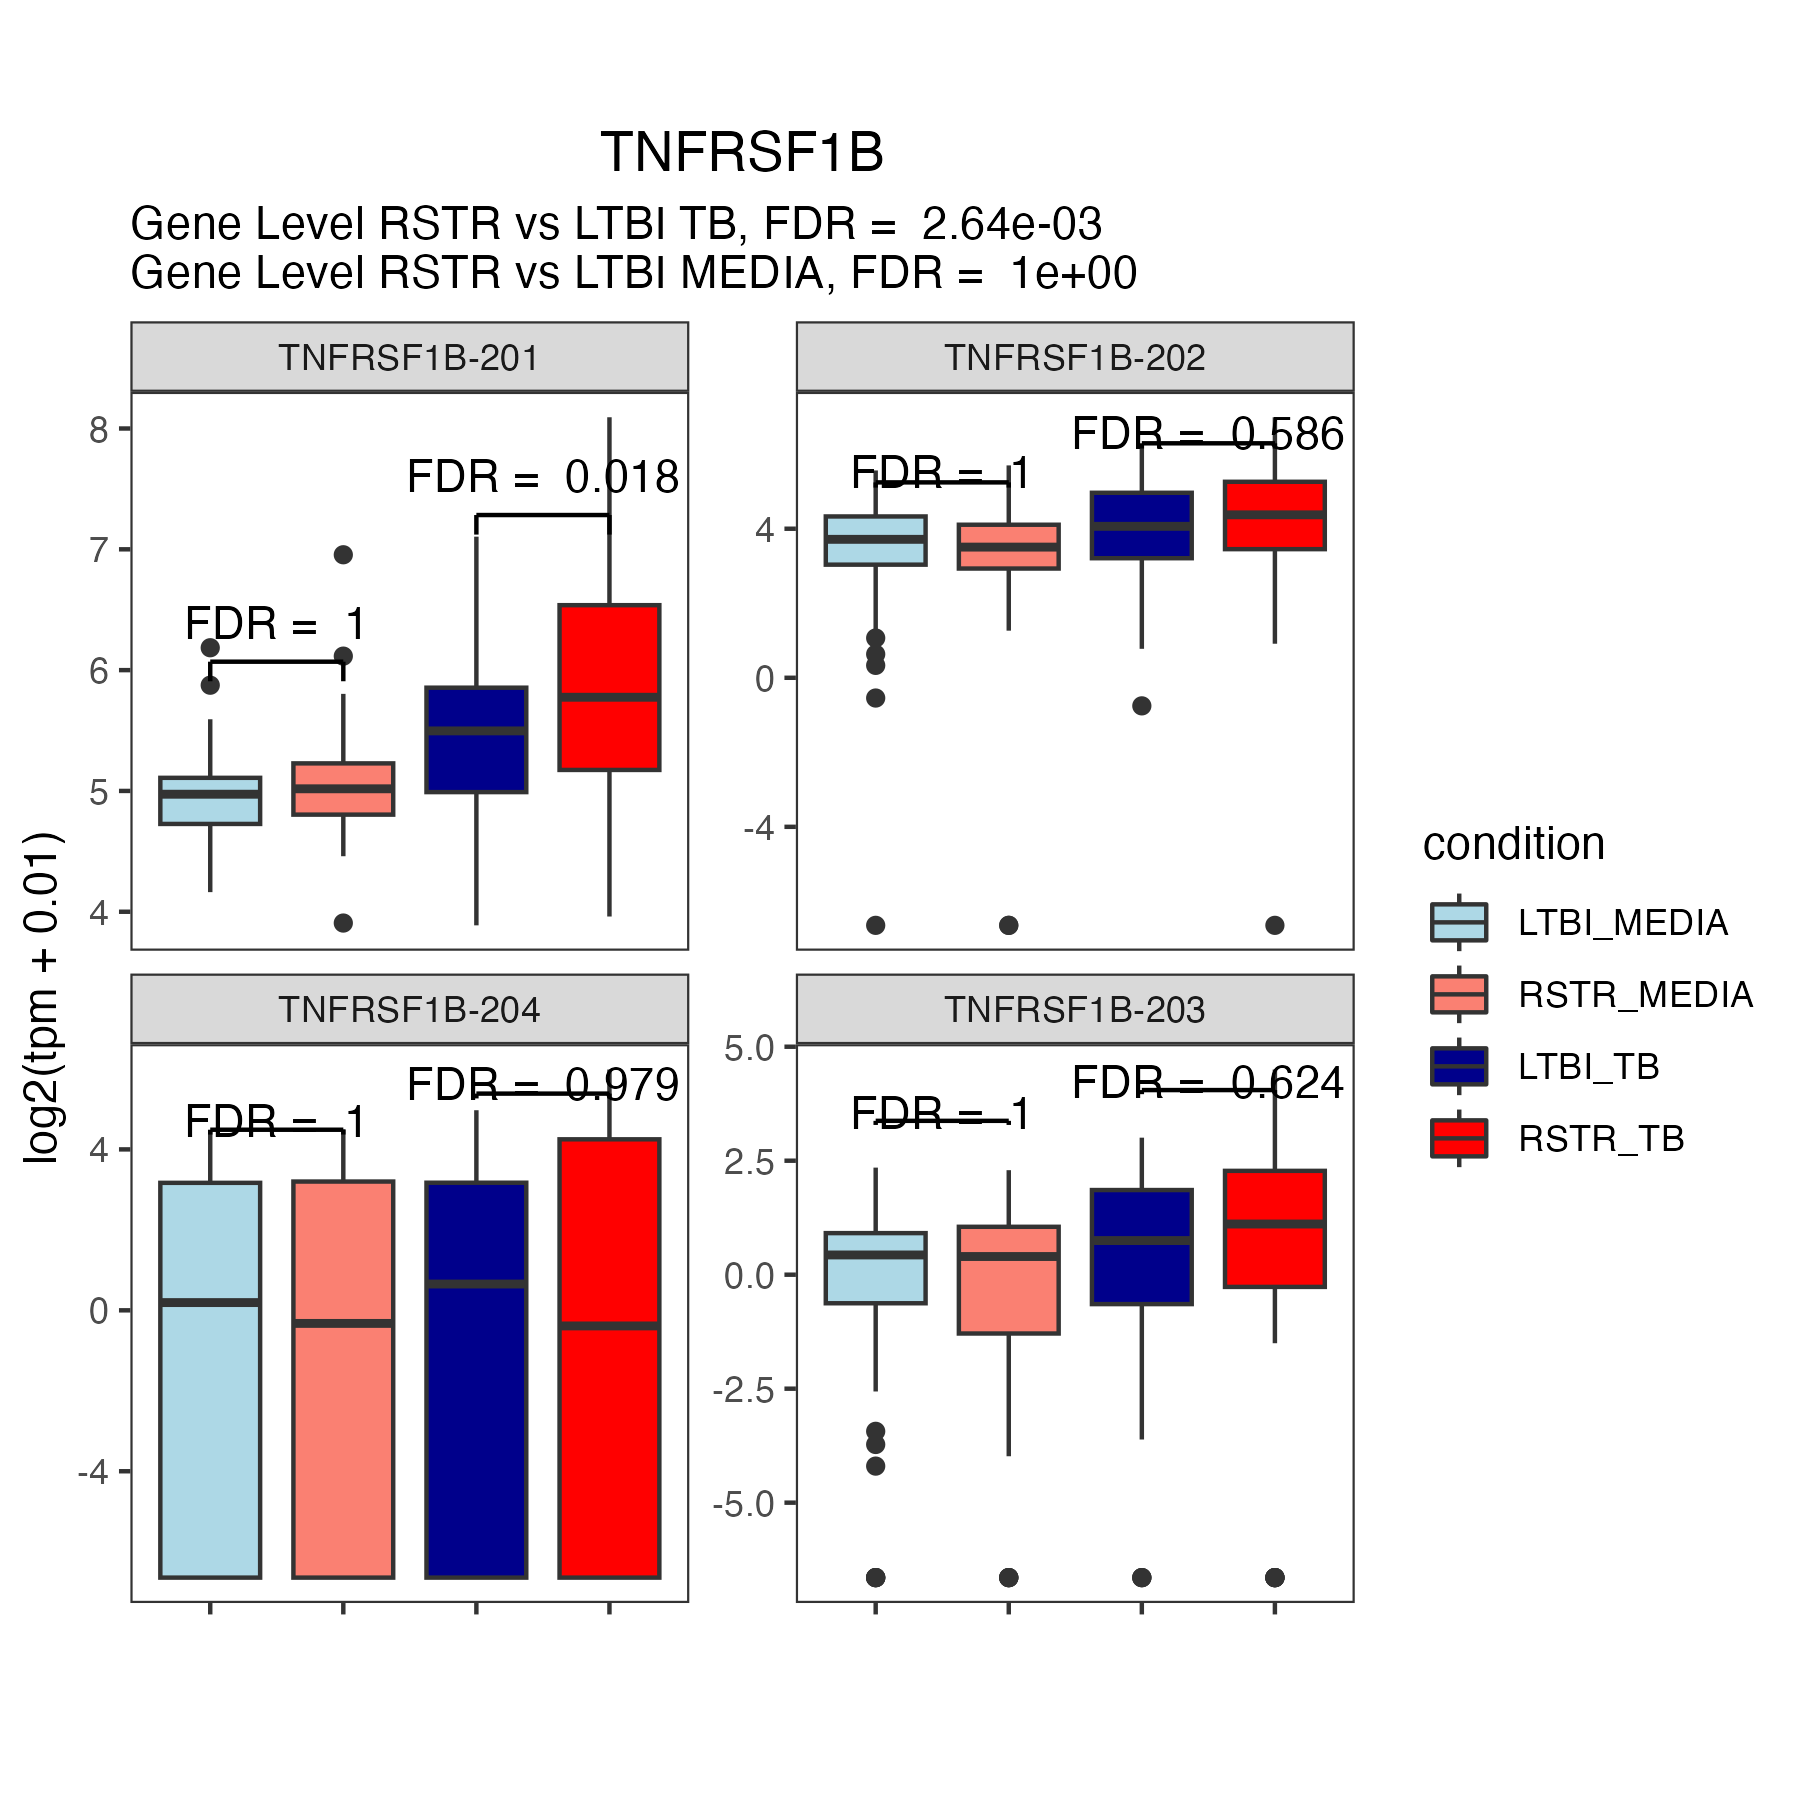 TNFRSF1B
Gene Level RSTR vs LTBI TB, FDR =  2.64e-03
Gene Level RSTR vs LTBI MEDIA, FDR =  1e+00
log2(tpm + 0.01)
TNFRSF1B-201
8
7
6
5
4
FDR =  1
FDR =  0.018
TNFRSF1B-202
4
0
-4
FDR =  1
FDR =  0.586
TNFRSF1B-204
4
0
-4
FDR =  1
FDR =  0.979
TNFRSF1B-203
5.0
2.5
0.0
-2.5
-5.0
FDR =  1
FDR =  0.624
condition
LTBI_MEDIA
RSTR_MEDIA
LTBI_TB
RSTR_TB